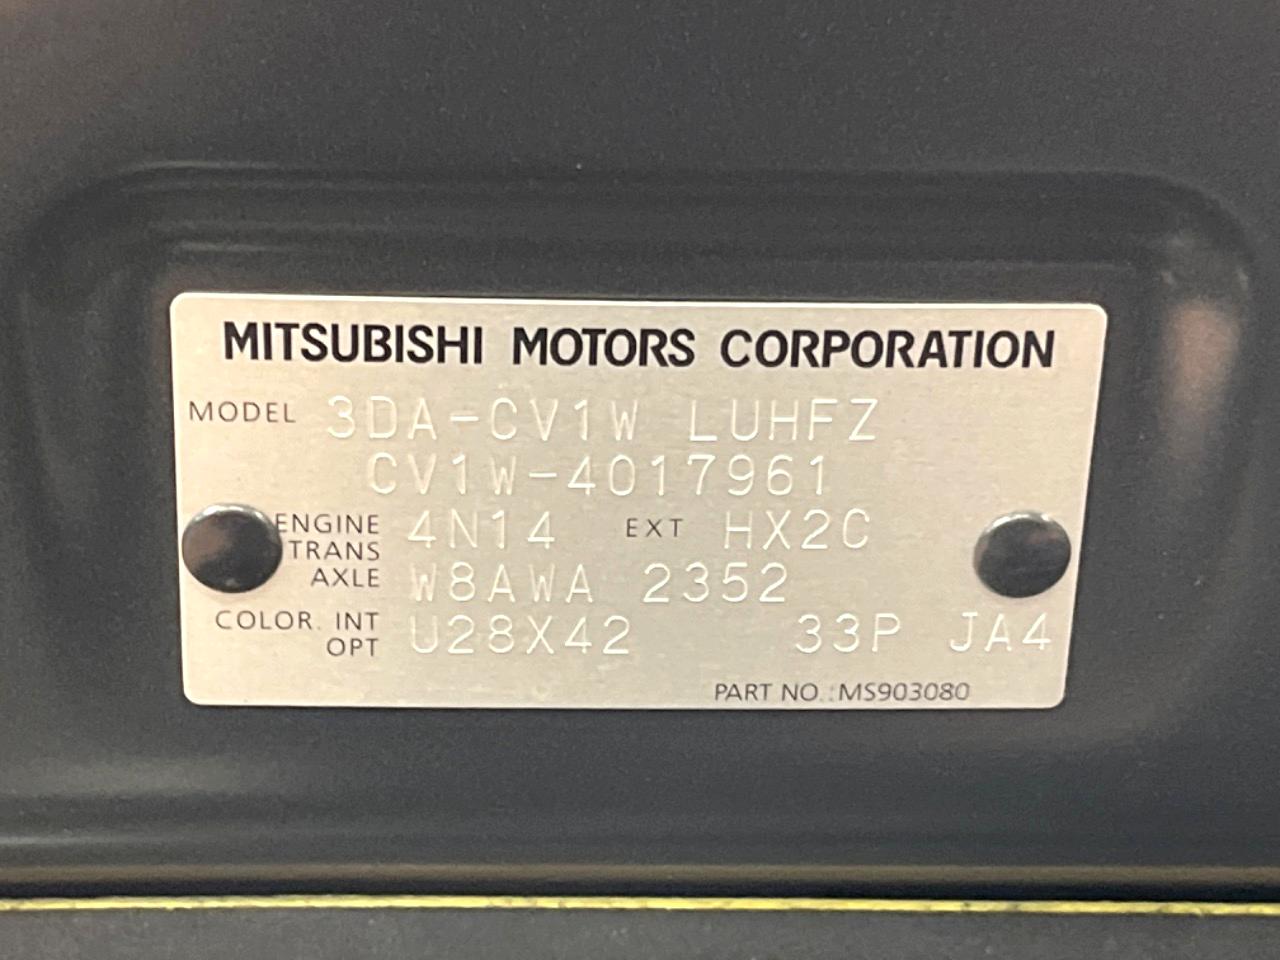 MITSUBISHI MOTORS CORPORATION
MODEL 3DA-CV1W LUHFZ
CV1W-4017961
ENGINE 4N14 EXT HX2C
TRANS
AXLE W8AWA 2352
COLOR. INT
OPT U28X42 33P JA4
PART NO.:MS903080